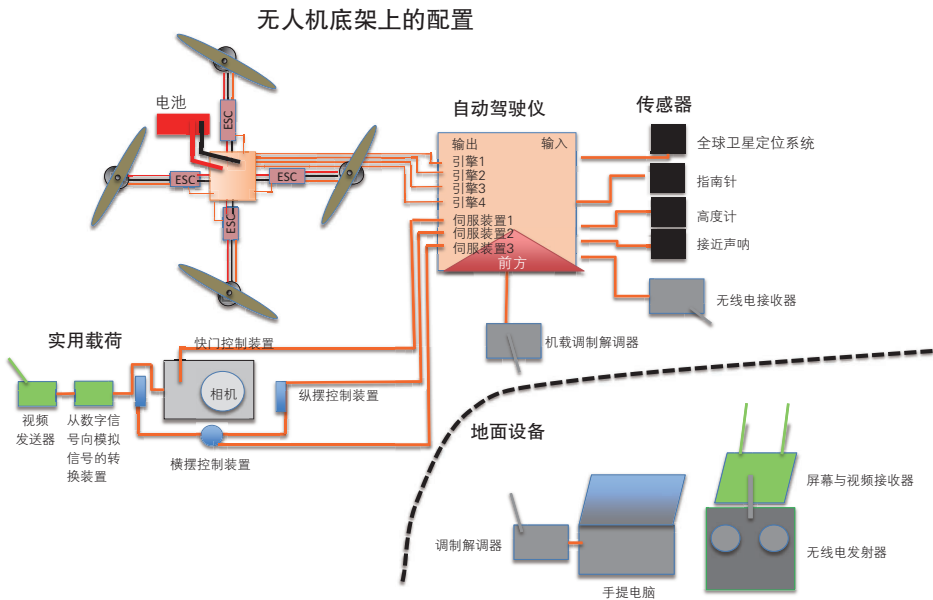 无人机底架上的配置
电池
ESC
ESC
ESC
ESC
自动驾驶仪
输出
输入
引擎1
引擎2
引擎3
引擎4
伺服装置1
伺服装置2
伺服装置3
前方
传感器
全球卫星定位系统
指南针
高度计
接近声呐
无线电接收器
机载调制解调器
实用载荷
快门控制装置
相机
纵摆控制装置
横摆控制装置
视频
发送器
从数字信
号向模拟
信号的转
换装置
地面设备
调制解调器
手提电脑
屏幕与视频接收器
无线电发射器